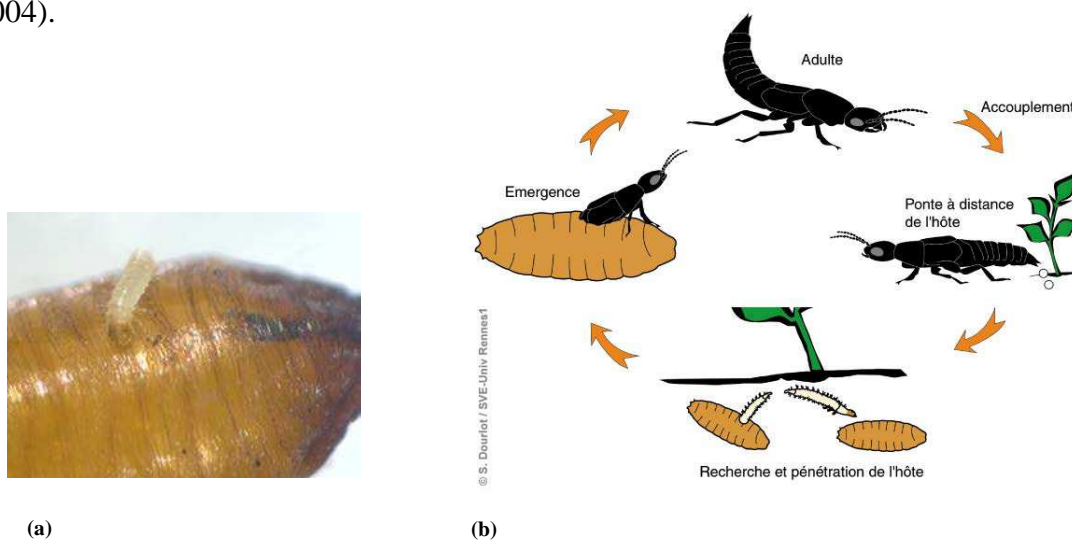 004).
Adulte
Accouplement
Emergence
Ponte à distance
de l'hôte
© S. Dourlot / SVE-Univ Rennes1
Recherche et pénétration de l'hôte
(a)
(b)